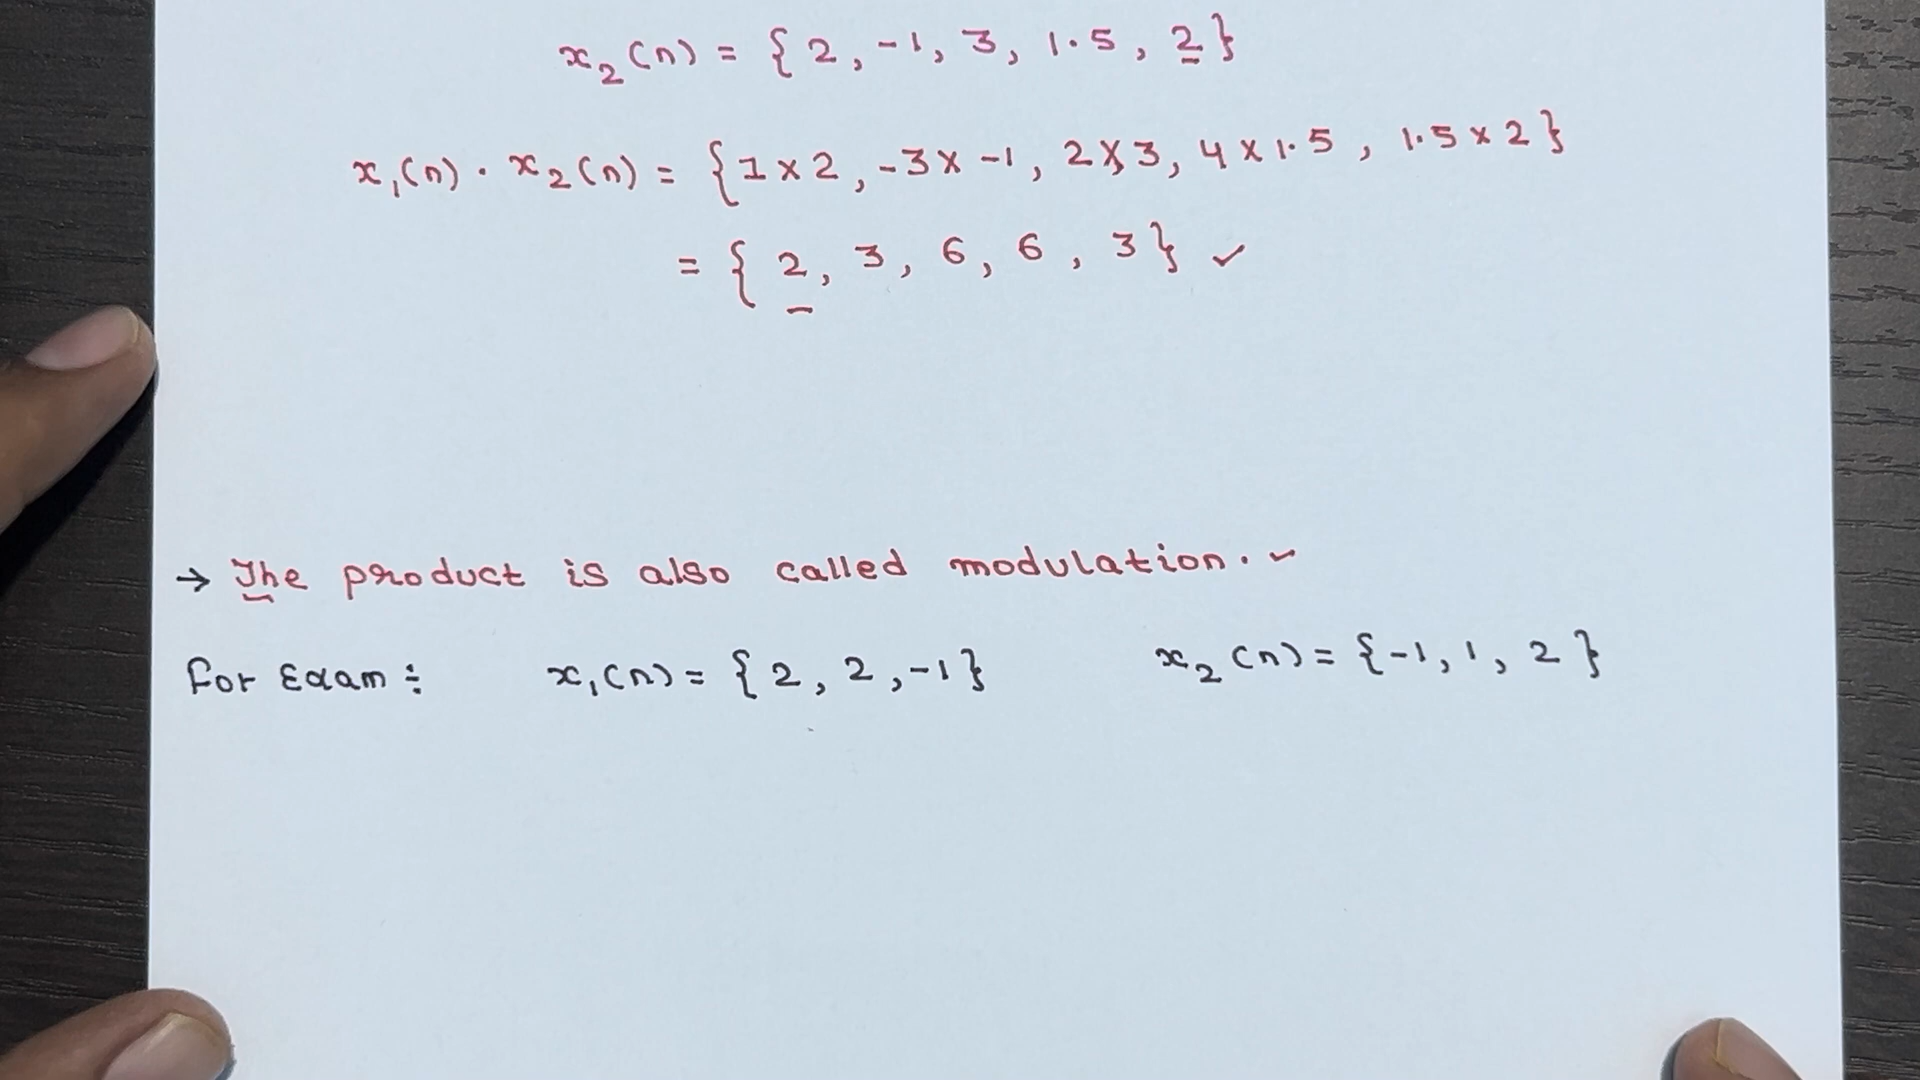 x₂(n) = {2, -1, 3, 1.5, 2}
x₁(n) . x₂(n) = {1 x 2, -3 x -1, 2 x 3, 4 x 1.5, 1.5 x 2}
= {2, 3, 6, 6, 3} ✓
→ The product is also called modulation. ✓
For Exam ÷ x₁(n) = {2, 2, -1} x₂(n) = {-1, 1, 2}